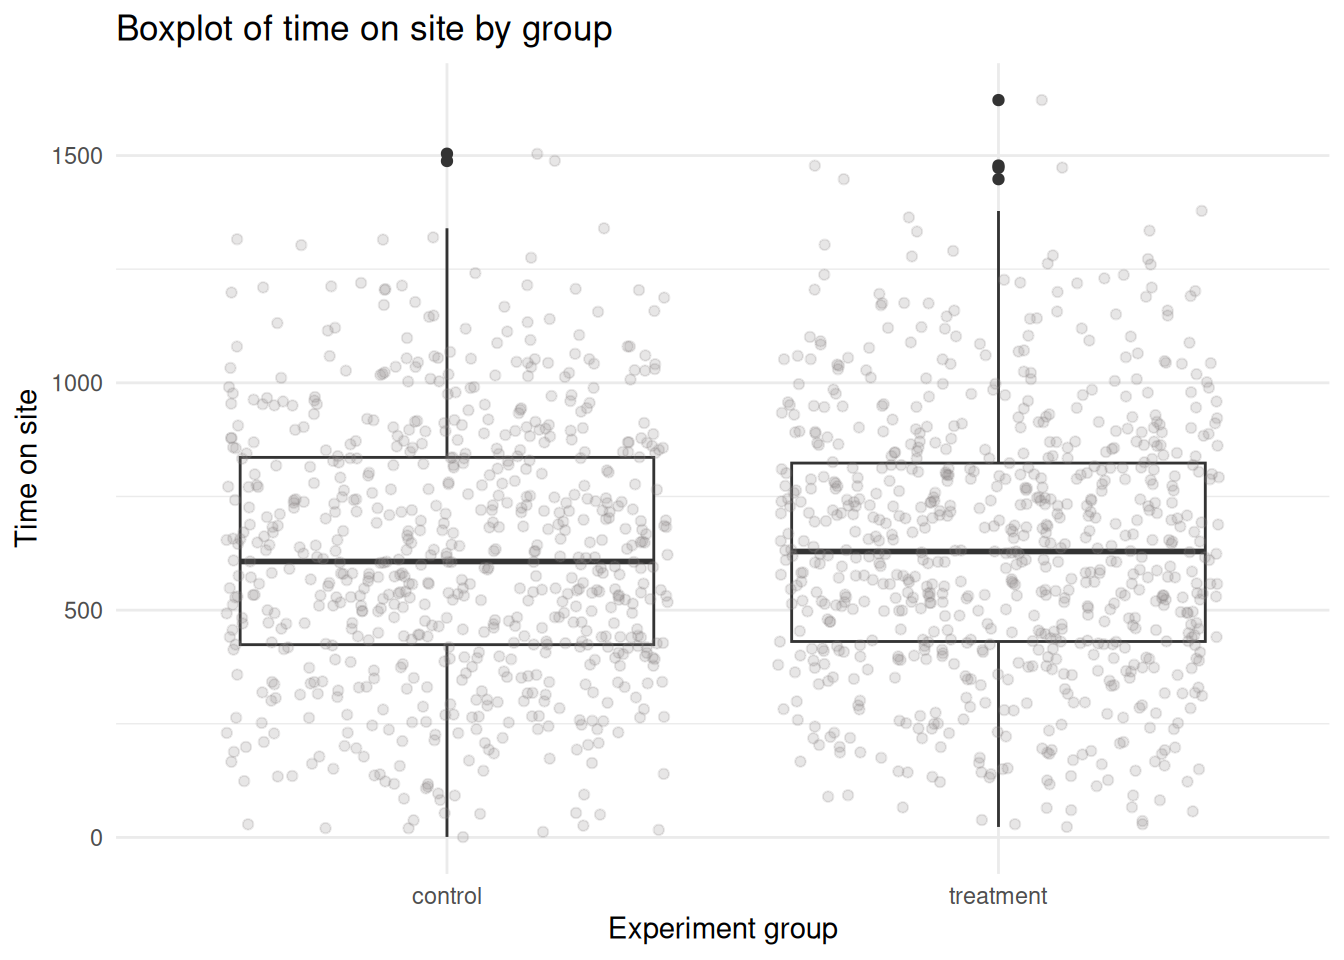 Boxplot of time on site by group
1500
1000
500
0
Time on site
control
treatment
Experiment group